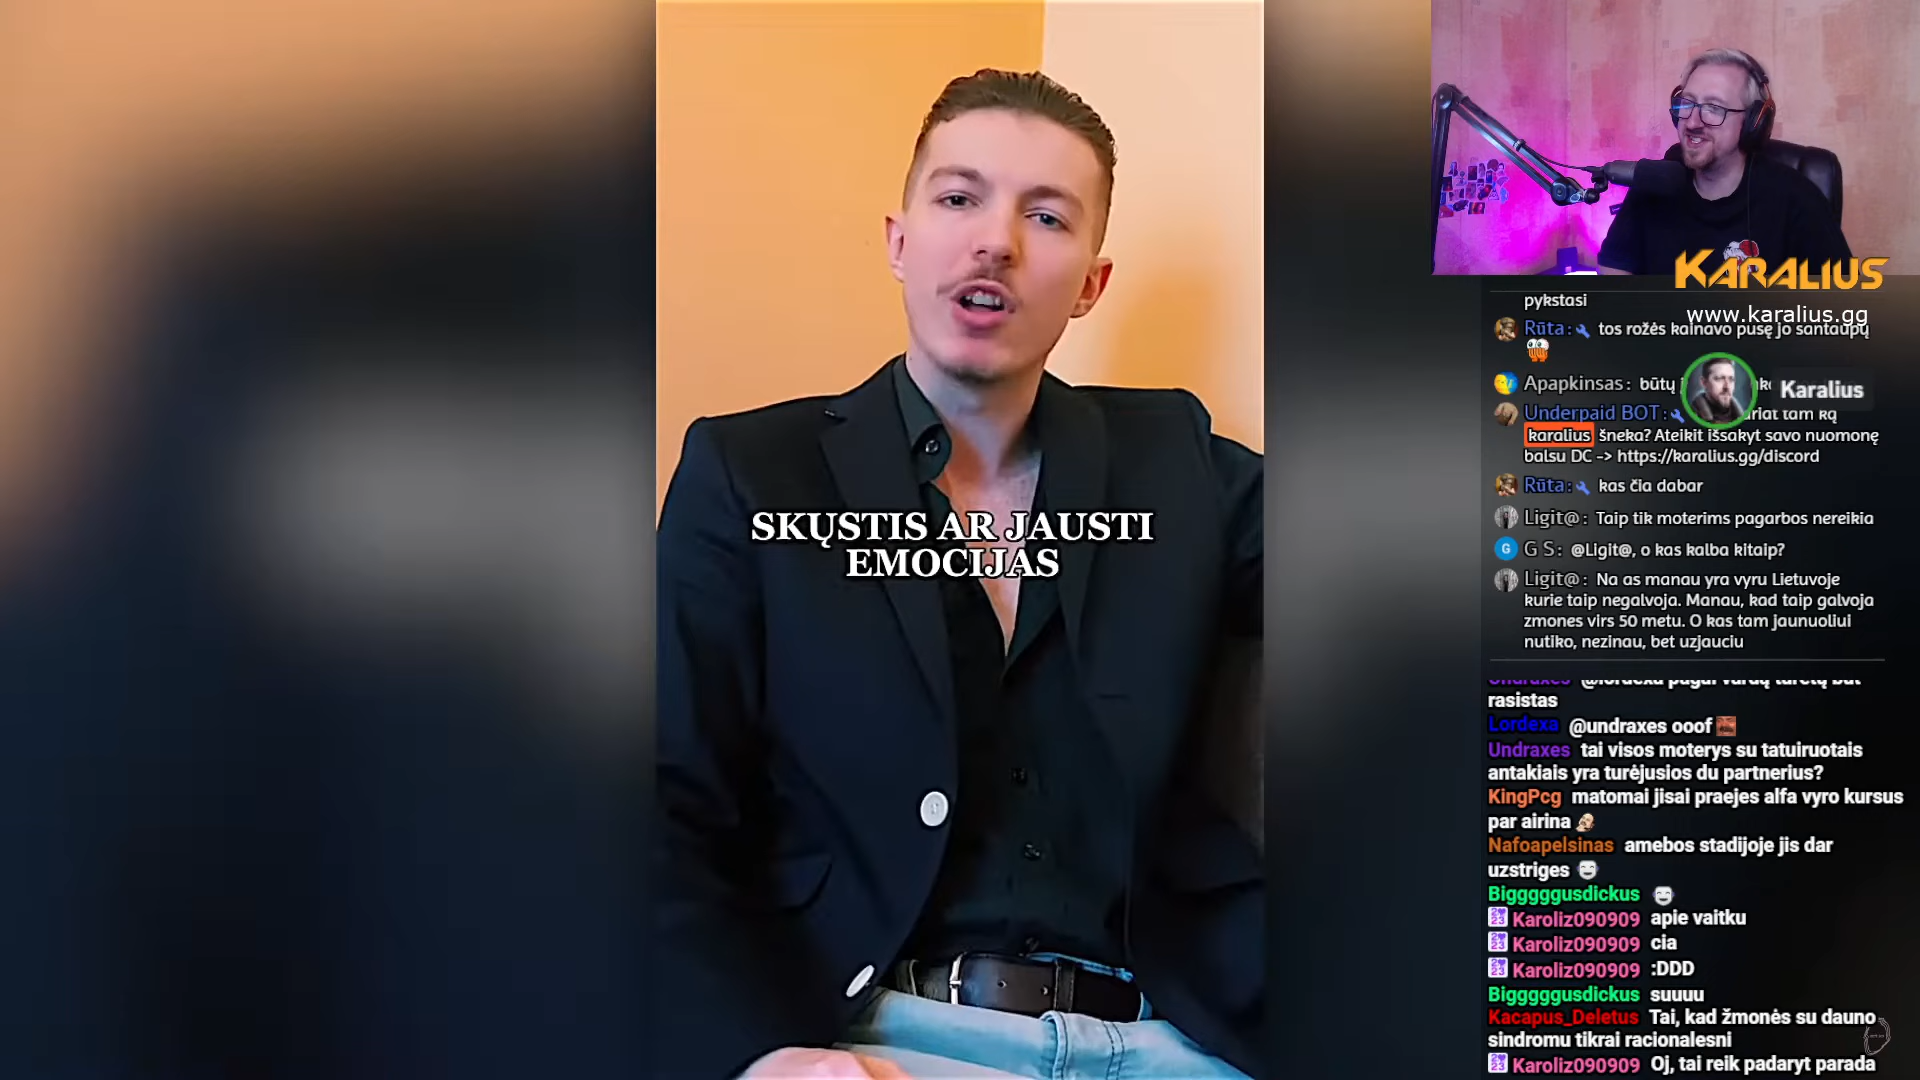 SKŲSTIS AR JAUSTI
EMOCIJAS
KARALIUS
www.karalius.gg
pykstasi
Rūta: tos rožės kainavo pusę jo santaupų
Apapkinsas: būtų
Karalius
Underpaid BOT: tam ką
karalius šneka? Ateikit išsakyt savo nuomonę
balsu DC -> https://karalius.gg/discord
Rūta: kas čia dabar
Ligit@: Taip tik moterims pagarbos nereikia
G S: @Ligit@, o kas kalba kitaip?
Ligit@: Na as manau yra vyru Lietuvoje
kurie taip negalvoja. Manau, kad taip galvoja
zmones virs 50 metu. O kas tam jaunuoliui
nutiko, nezinau, bet uzjauciu
Undraxes @lordexa pagal vardą turėtų but
rasistas
Lordexa @undraxes ooof
Undraxes tai visos moterys su tatuiruotais
antakiais yra turėjusios du partnerius?
KingPcg matomai jisai praejes alfa vyro kursus
par airina
Nafoapelsinas amebos stadijoje jis dar
uzstriges
Bigggggusdickus
Karoliz090909 apie vaitku
Karoliz090909 cia
Karoliz090909 :DDD
Bigggggusdickus suuuu
Kacapus_Deletus Tai, kad žmonės su dauno
sindromu tikrai racionalesni
Karoliz090909 Oj, tai reik padaryt parada